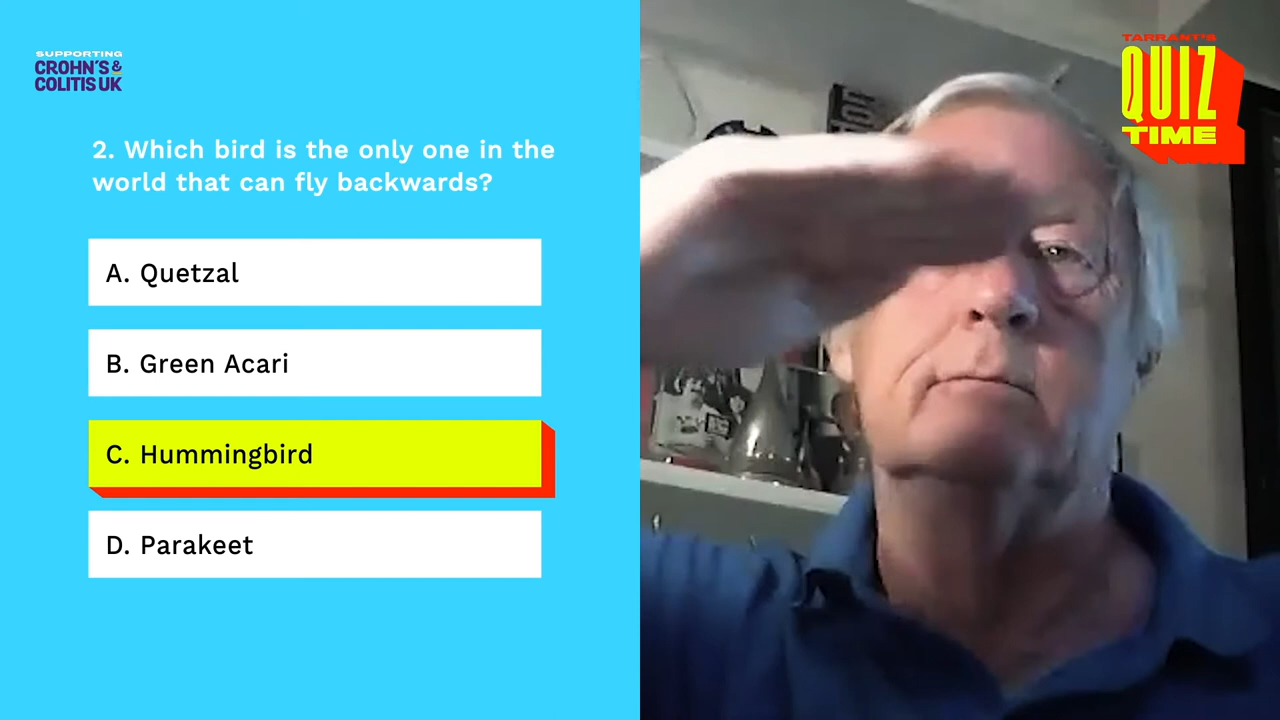 SUPPORTING
CROHN'S &
COLITIS UK
TARRANT'S
QUIZ
TIME
2. Which bird is the only one in the
world that can fly backwards?
A. Quetzal
B. Green Acari
C. Hummingbird
D. Parakeet